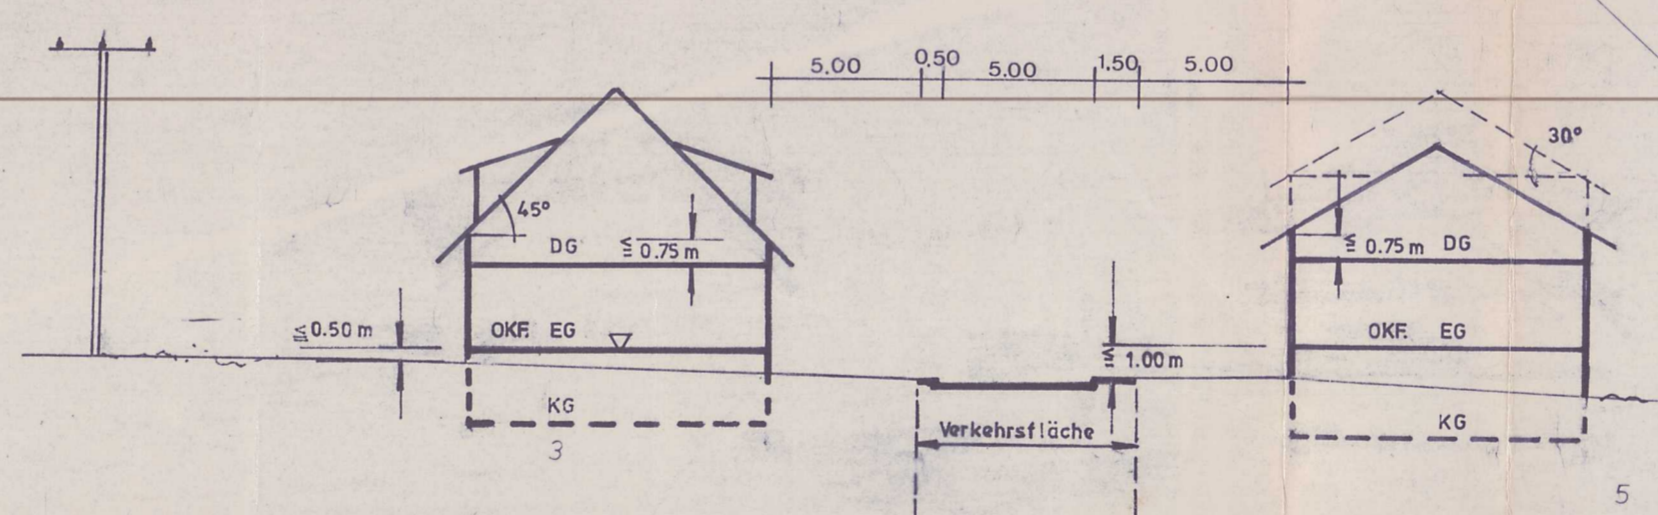 5.00 0.50 5.00 1.50 5.00
30°
45°
DG ≦ 0.75 m
≦ 0.75 m DG
≦ 0.50 m
OKF. EG
OKF. EG
≦ 1.00 m
KG
KG
Verkehrsfläche
3
5